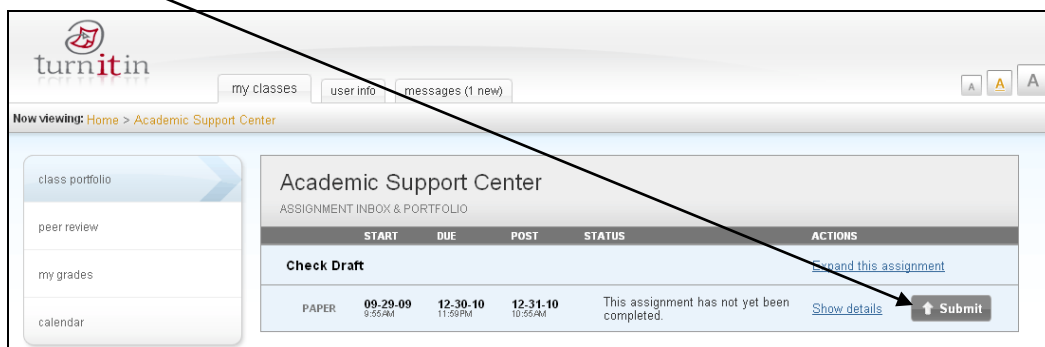 turnitin
my classes user info messages (1 new) A A A
Now viewing: Home > Academic Support Center
class portfolio
peer review
my grades
calendar
Academic Support Center
ASSIGNMENT INBOX & PORTFOLIO
START DUE POST STATUS ACTIONS
Check Draft Expand this assignment
PAPER 09-29-09 12-30-10 12-31-10 This assignment has not yet been Show details Submit
9:55AM 11:59PM 10:55AM completed.